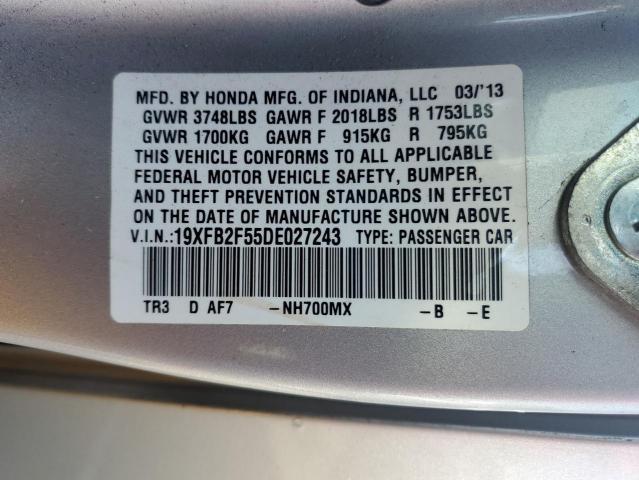 MFD. BY HONDA MFG. OF INDIANA, LLC 03/'13
GVWR 3748LBS GAWR F 2018LBS R 1753LBS
GVWR 1700KG GAWR F 915KG R 795KG
THIS VEHICLE CONFORMS TO ALL APPLICABLE
FEDERAL MOTOR VEHICLE SAFETY, BUMPER,
AND THEFT PREVENTION STANDARDS IN EFFECT
ON THE DATE OF MANUFACTURE SHOWN ABOVE.
V.I.N.:19XFB2F55DE027243 TYPE: PASSENGER CAR
TR3 D AF7 -NH700MX -B -E